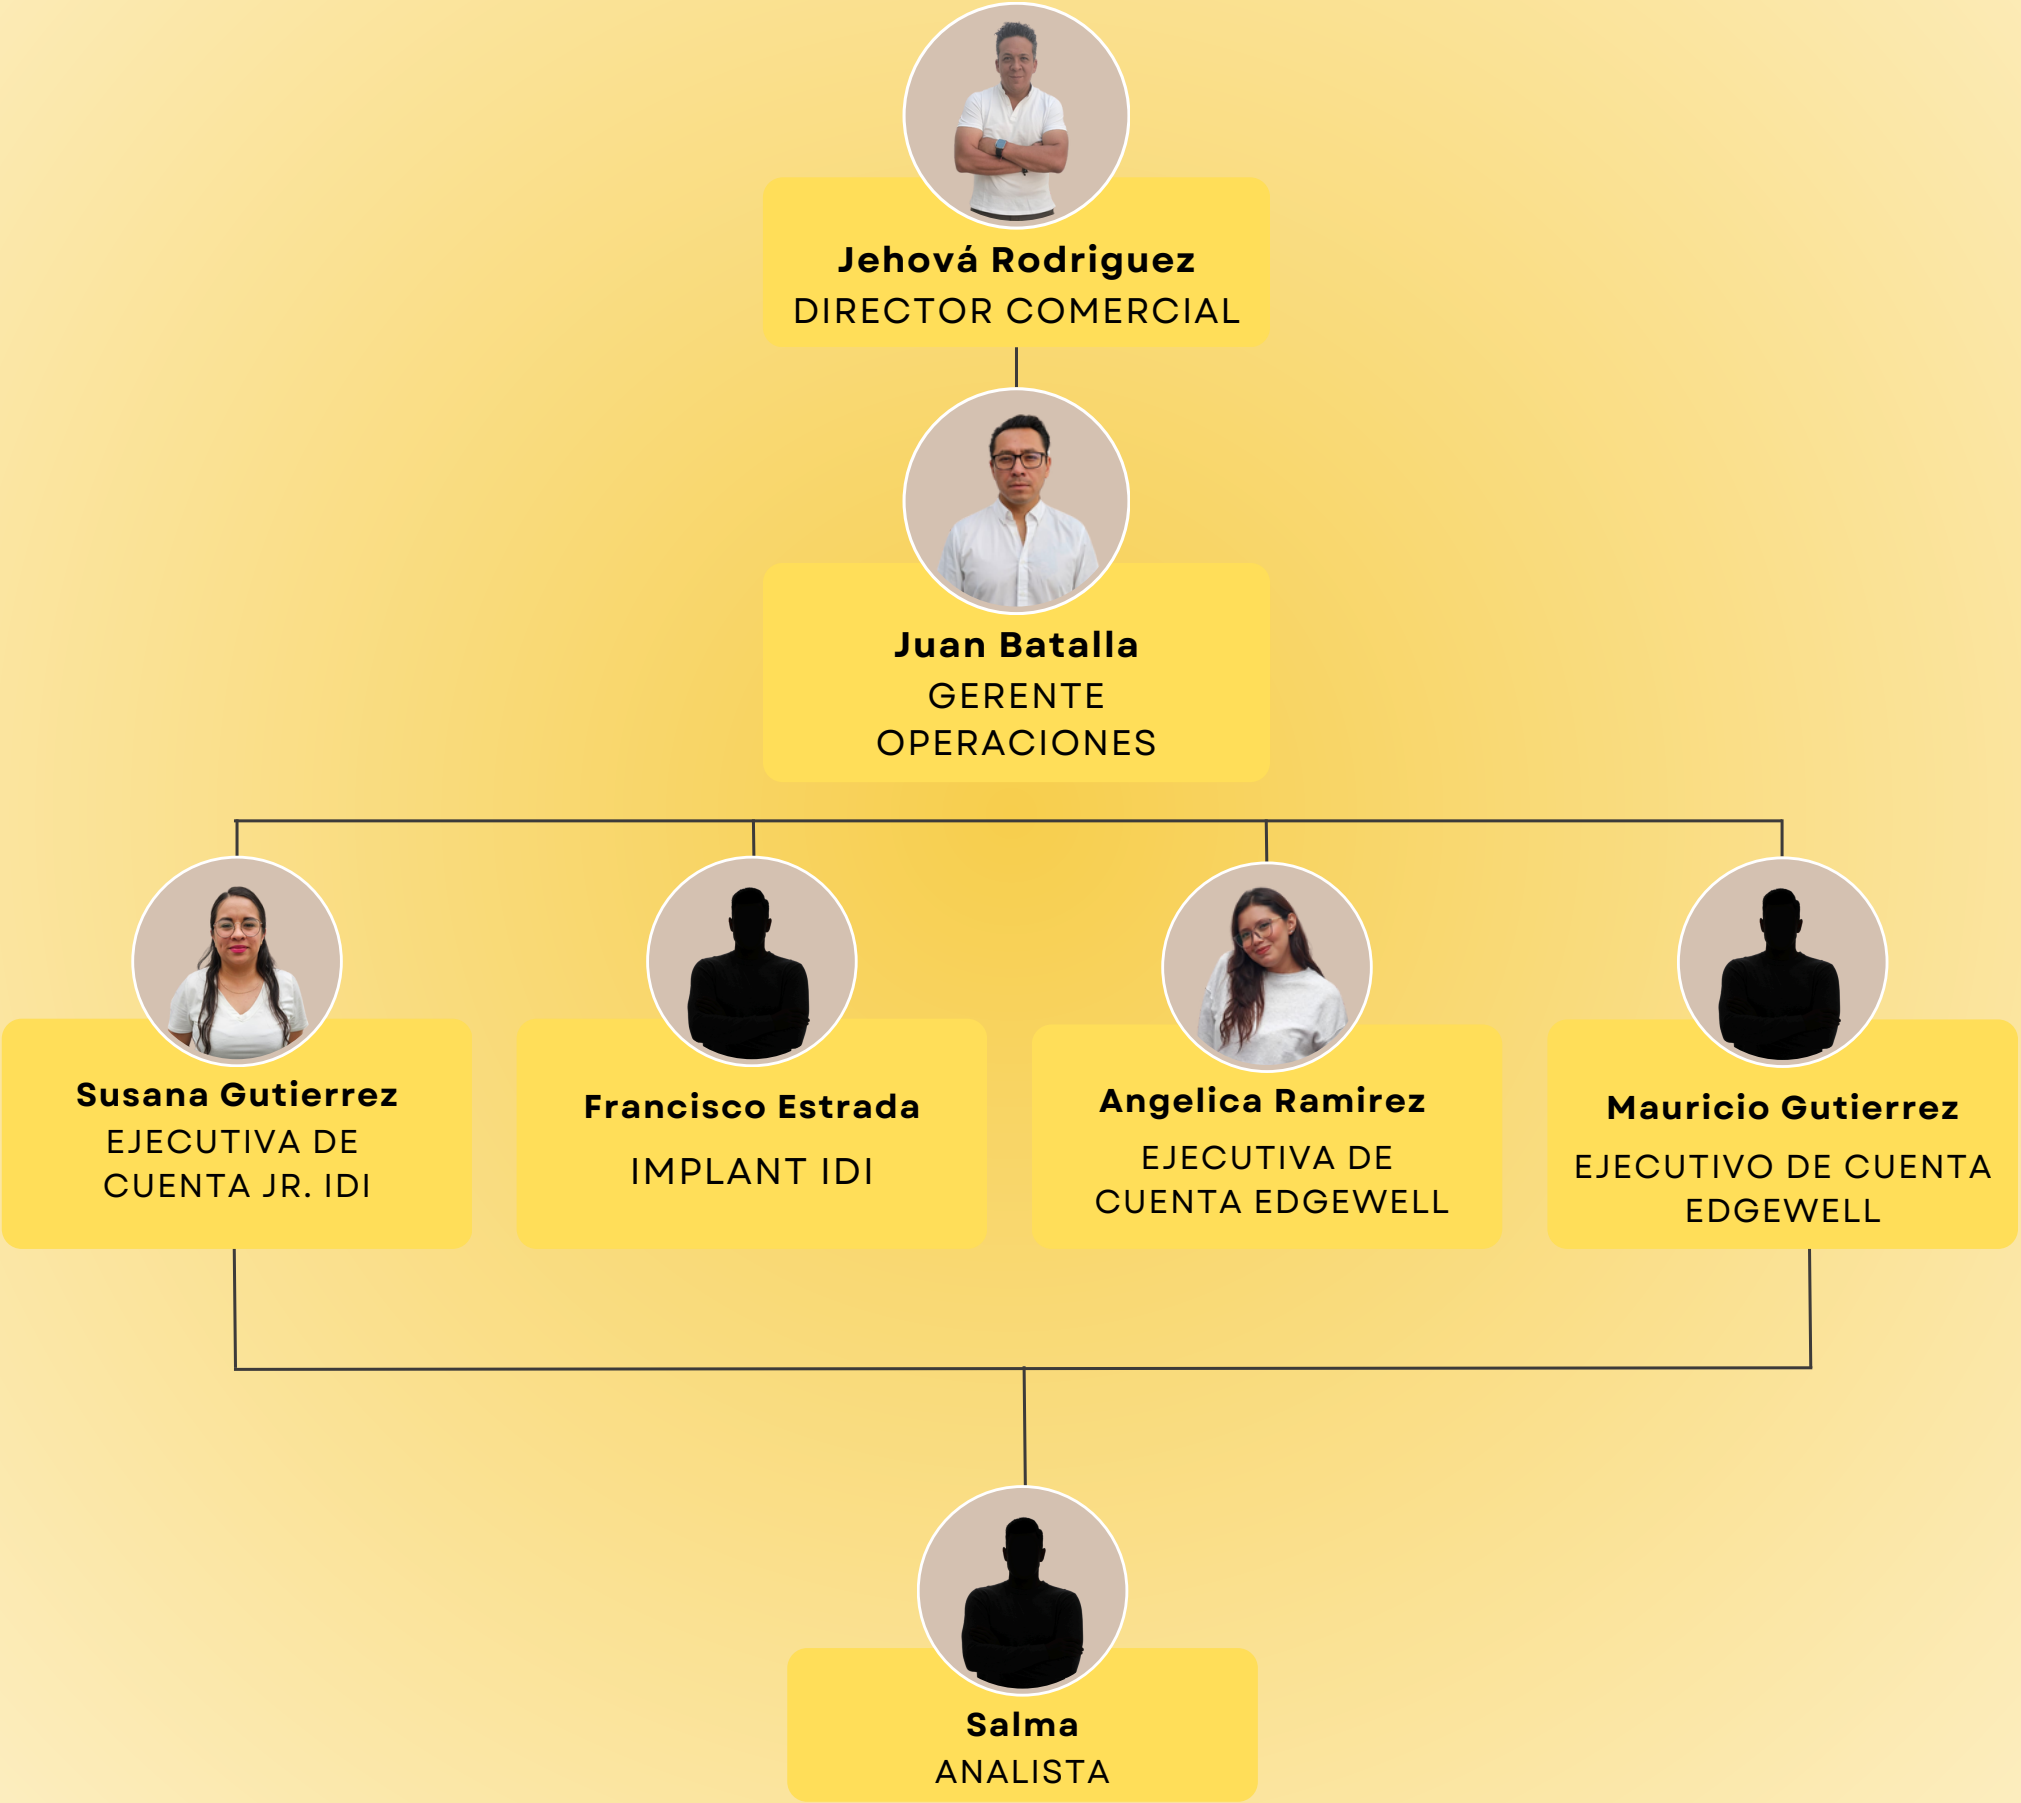 Jehová Rodriguez
DIRECTOR COMERCIAL
Juan Batalla
GERENTE
OPERACIONES
Susana Gutierrez
EJECUTIVA DE
CUENTA JR. IDI
Francisco Estrada
IMPLANT IDI
Angelica Ramirez
EJECUTIVA DE
CUENTA EDGEWELL
Mauricio Gutierrez
EJECUTIVO DE CUENTA
EDGEWELL
Salma
ANALISTA